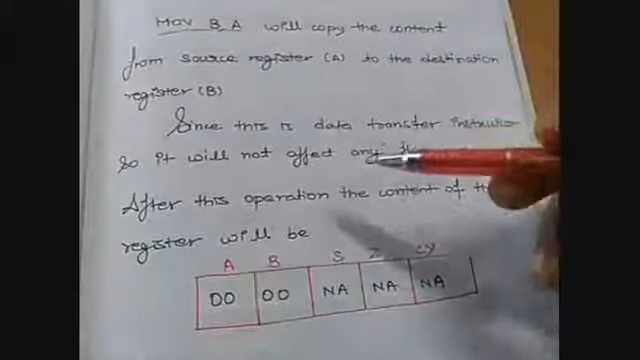 MOV B, A will copy the content
from source register (A) to the destination
register (B)
Since this is data transfer
So it will not affect any
After this operation the content of
register will be
A B S Z CY
00 00 NA NA NA